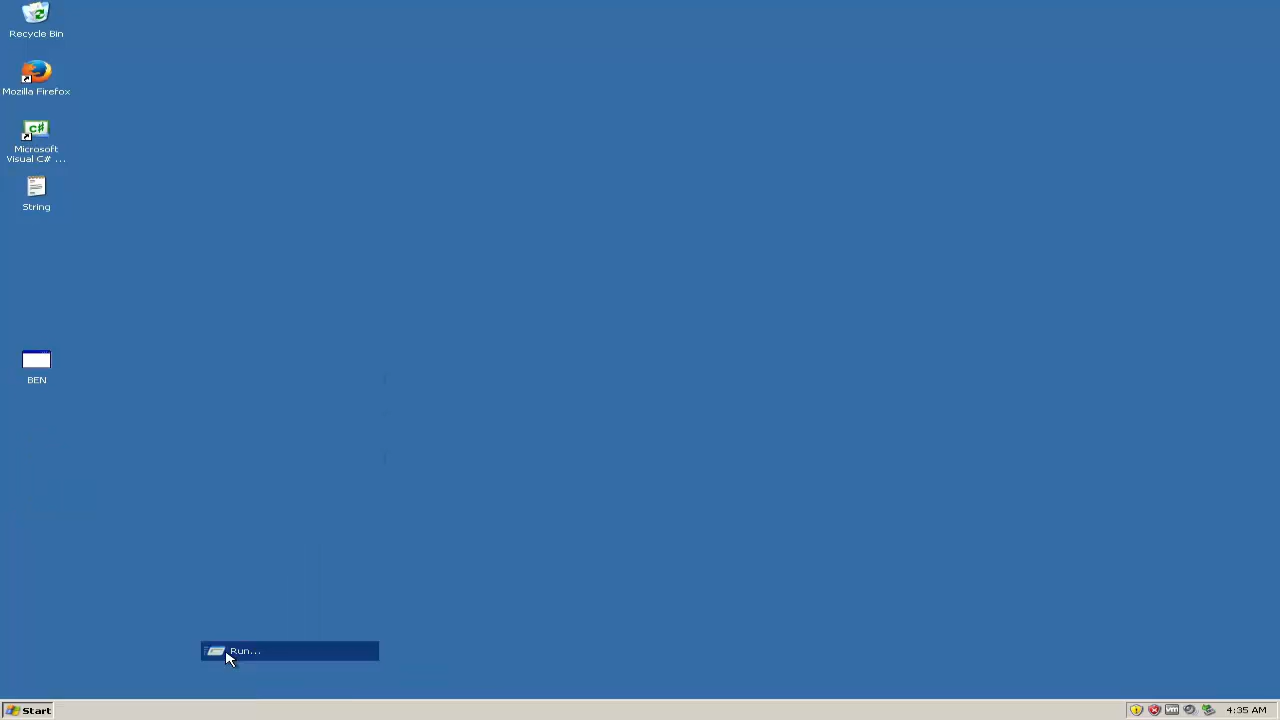 Recycle Bin
Mozilla Firefox
C#
Microsoft
Visual C# ...
String
BEN
Run...
Start
4:35 AM